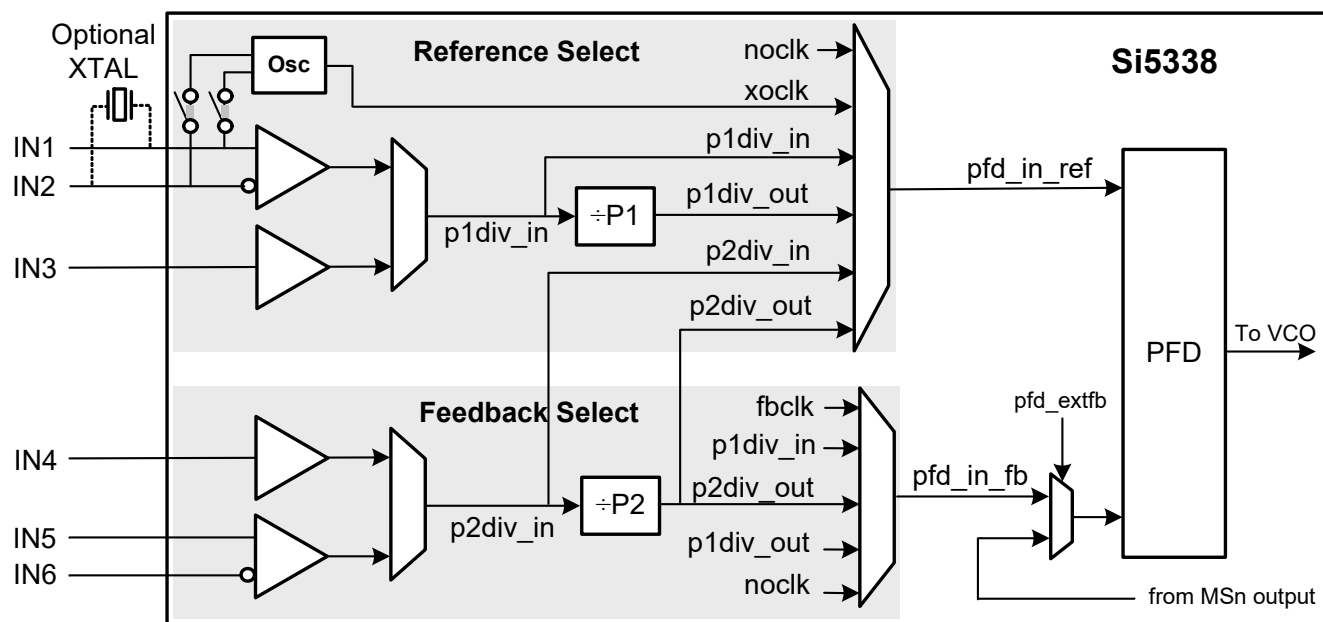 Optional
XTAL
Osc
Reference Select
noclk
Si5338
xoclk
IN1
IN2
p1div_in
pfd_in_ref
p1div_in
÷P1
p1div_out
IN3
p2div_in
p2div_out
PFD
To VCO
Feedback Select
fbclk
pfd_extfb
IN4
p1div_in
p2div_in
÷P2
p2div_out
pfd_in_fb
IN5
IN6
p1div_out
noclk
from MSn output